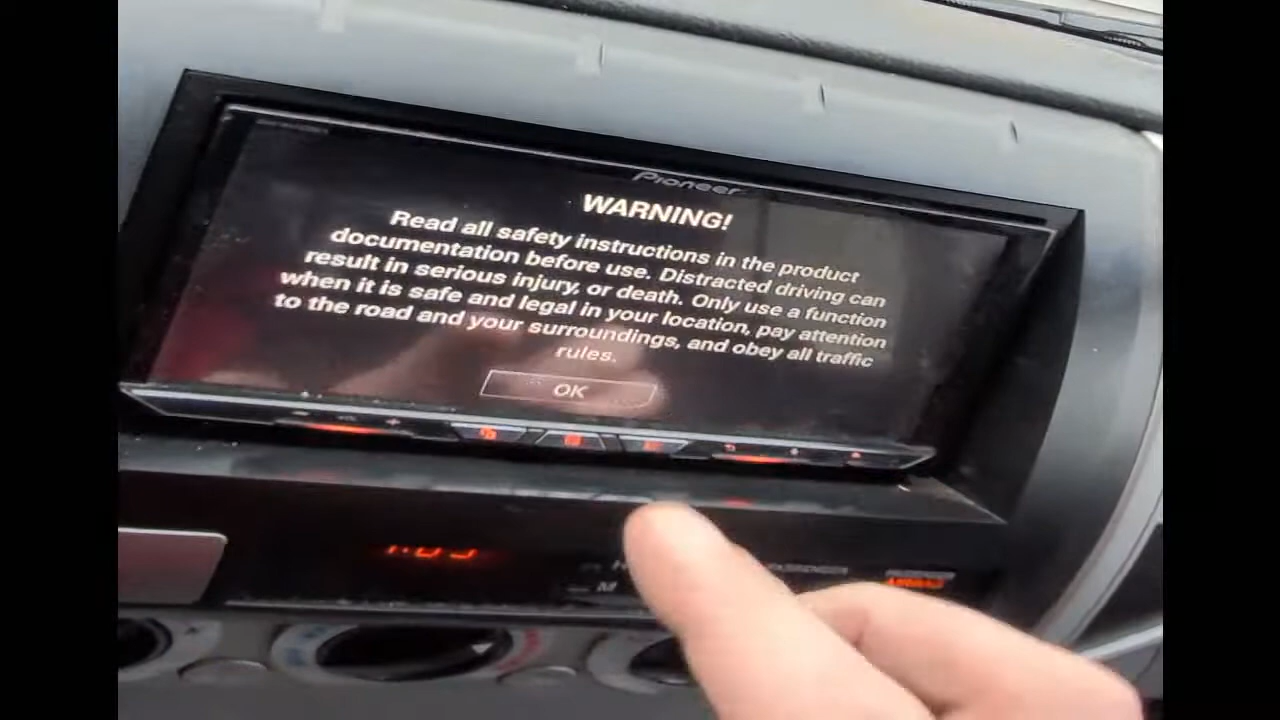 Pioneer
WARNING!
Read all safety instructions in the product
documentation before use. Distracted driving can
result in serious injury, or death. Only use a function
when it is safe and legal in your location, pay attention
to the road and your surroundings, and obey all traffic
rules.
OK
M